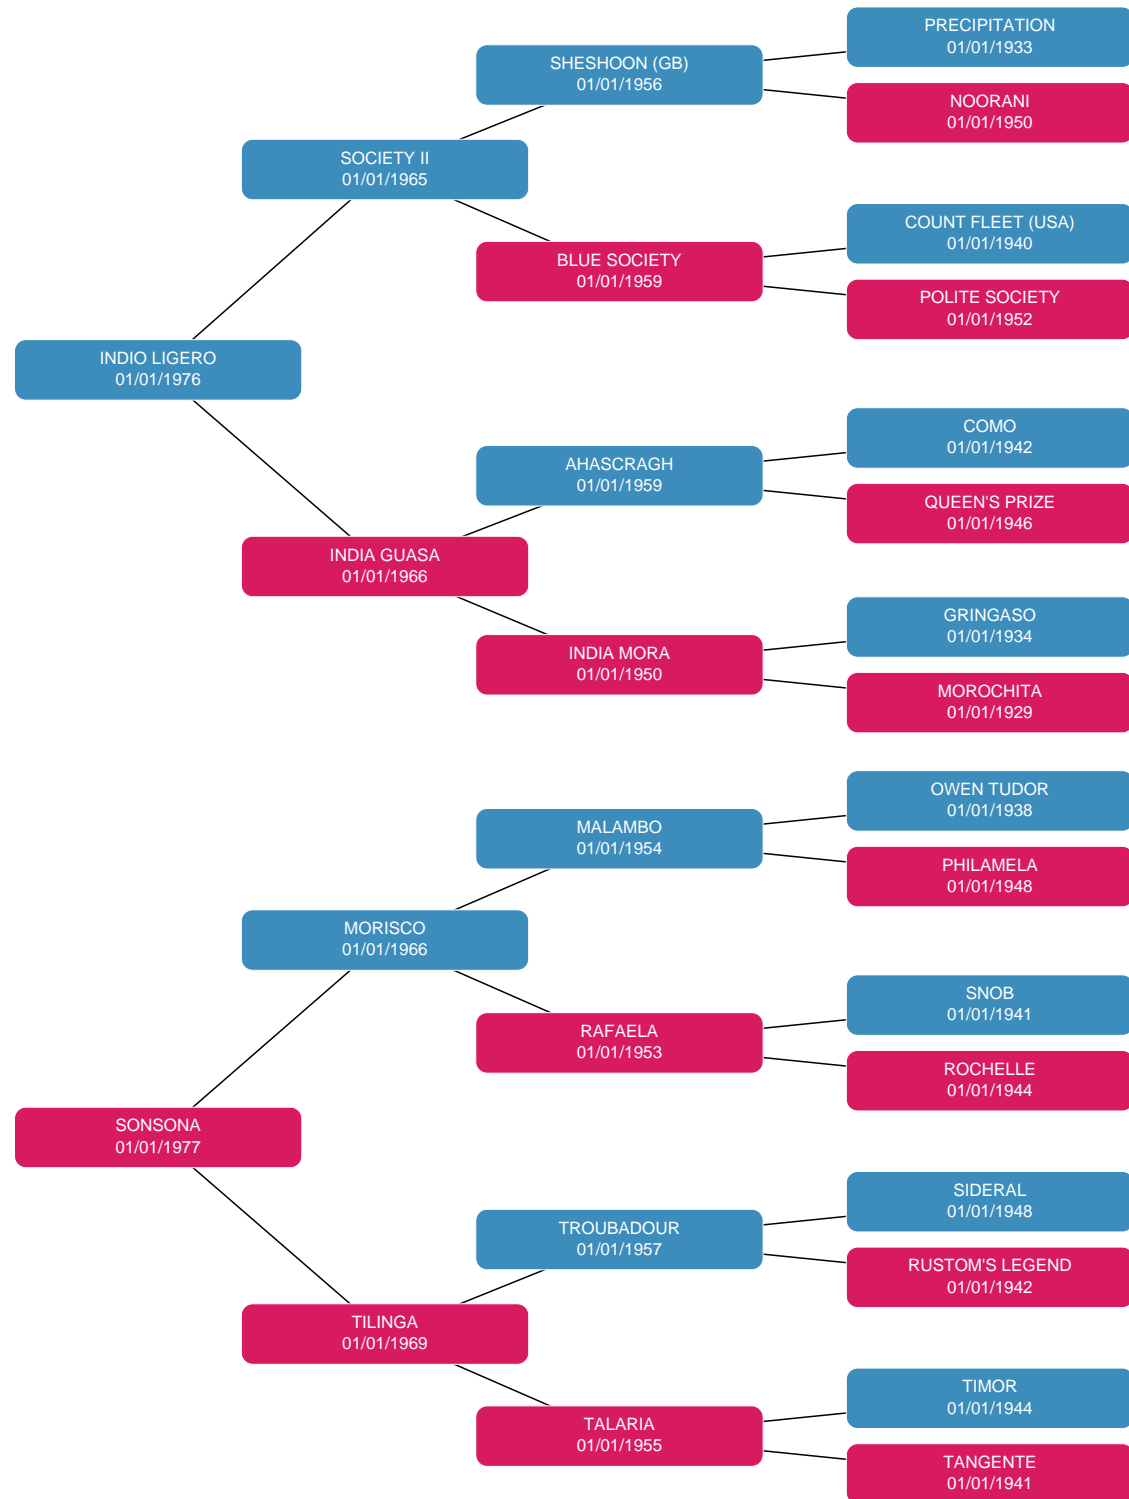 PRECIPITATION
01/01/1933
SHESHOON (GB)
01/01/1956
NOORANI
01/01/1950
SOCIETY II
01/01/1965
COUNT FLEET (USA)
01/01/1940
BLUE SOCIETY
01/01/1959
POLITE SOCIETY
01/01/1952
INDIO LIGERO
01/01/1976
COMO
01/01/1942
AHASCRAGH
01/01/1959
QUEEN'S PRIZE
01/01/1946
INDIA GUASA
01/01/1966
GRINGASO
01/01/1934
INDIA MORA
01/01/1950
MOROCHITA
01/01/1929
OWEN TUDOR
01/01/1938
MALAMBO
01/01/1954
PHILAMELA
01/01/1948
MORISCO
01/01/1966
SNOB
01/01/1941
RAFAELA
01/01/1953
ROCHELLE
01/01/1944
SONSONA
01/01/1977
SIDERAL
01/01/1948
TROUBADOUR
01/01/1957
RUSTOM'S LEGEND
01/01/1942
TILINGA
01/01/1969
TIMOR
01/01/1944
TALARIA
01/01/1955
TANGENTE
01/01/1941